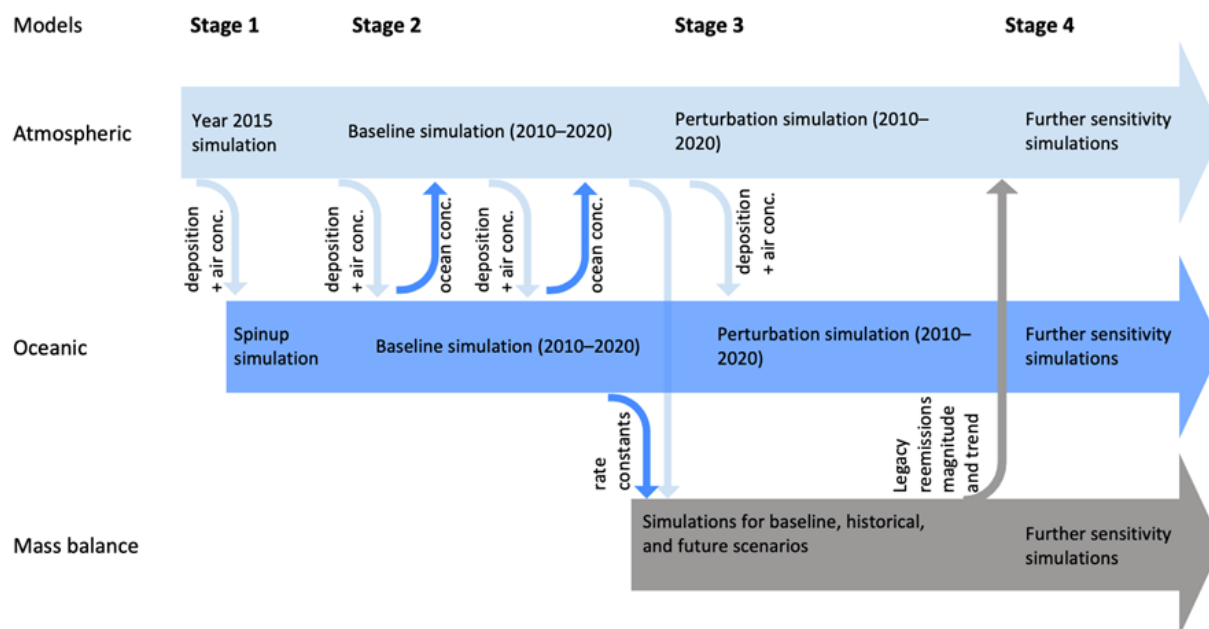 Models Stage 1 Stage 2 Stage 3 Stage 4
Atmospheric
Year 2015
simulation
Baseline simulation (2010–2020)
Perturbation simulation (2010–
2020)
Further sensitivity
simulations
deposition
+ air conc.
deposition
+ air conc.
ocean conc.
deposition
+ air conc.
ocean conc.
deposition
+ air conc.
Oceanic
Spinup
simulation
Baseline simulation (2010–2020)
Perturbation simulation (2010–
2020)
Further sensitivity
simulations
rate
constants
Legacy
reemissions
magnitude
and trend
Mass balance
Simulations for baseline, historical,
and future scenarios
Further sensitivity
simulations